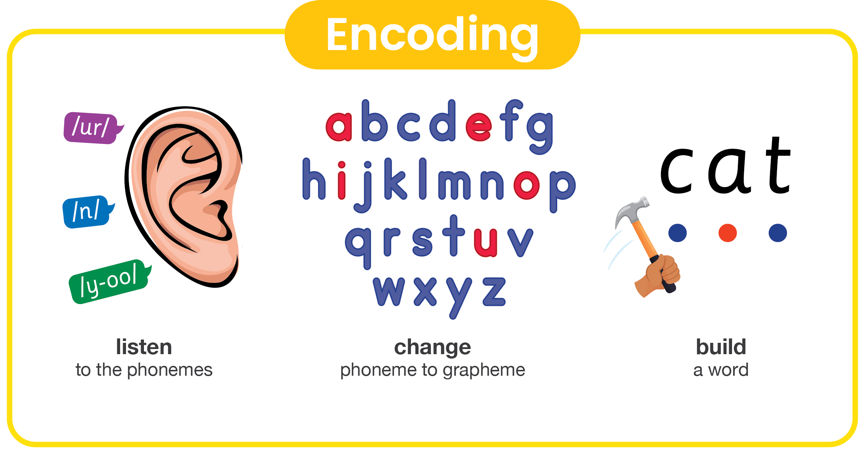 Encoding
/ur/
/n/
/y-oo/
abcdefg
hijklmnop
qrstuv
wxyz
cat
listen
to the phonemes
change
phoneme to grapheme
build
a word